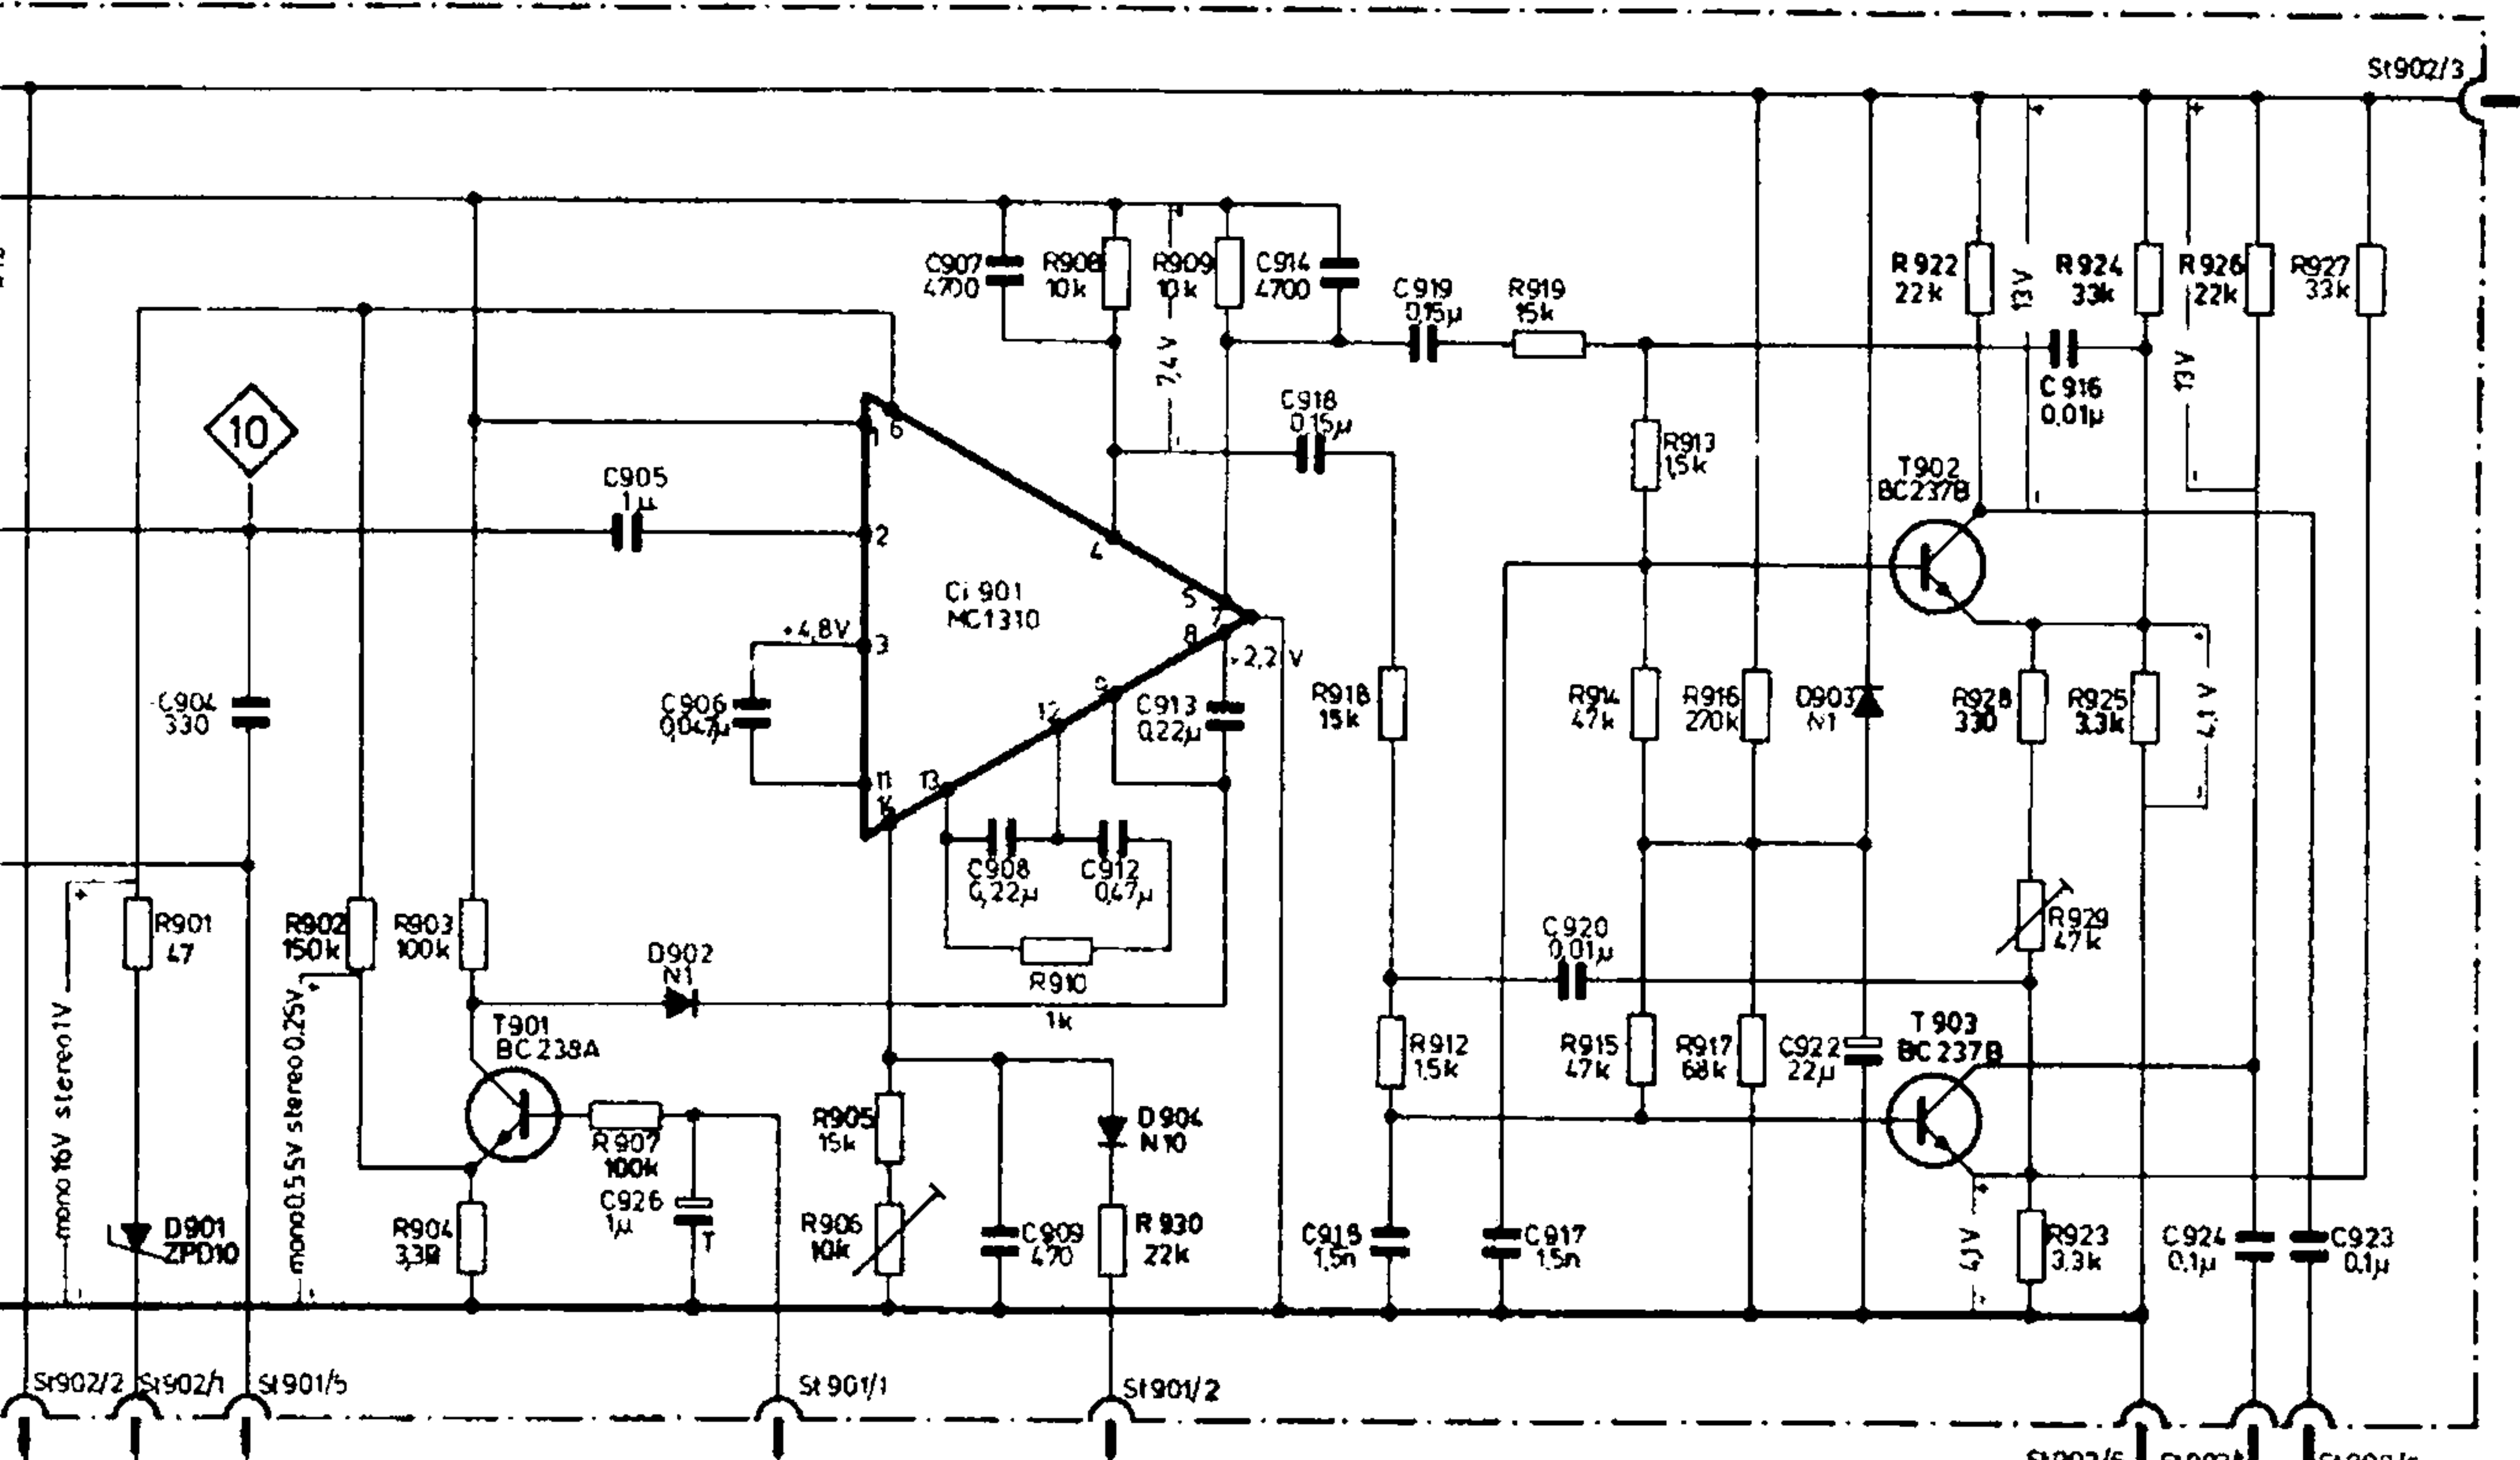 St902/3
C907
4700
R908
10k
R909
10k
C914
4700
C919
0,15µ
R919
15k
R922
22k
13V
R924
33k
R926
22k
R927
33k
7,4V
13V
C916
0,01µ
10
1
6
C918
0,15µ
R913
1,5k
T902
BC237B
C905
1µ
2
4
Ci 901
MC1310
5
7
8
+4,8V
3
2,2V
C904
330
C906
0,047µ
9
12
C913
0,22µ
R918
15k
R914
47k
R916
270k
D903
N1
R928
330
R925
3,3k
4,1V
11
13
14
C908
0,22µ
C912
0,47µ
R901
47
R902
150k
R903
100k
D902
N1
R910
1k
C920
0,01µ
R929
47k
mono 16V stereo 1V
mono 0,55V stereo 0,25V
T901
BC238A
R912
1,5k
R915
47k
R917
68k
C922
22µ
T903
BC237B
R905
15k
D904
N10
R907
100k
C926
1µ
T
D901
ZPD10
R904
3,3k
R906
10k
C909
470
R930
22k
C915
1,5n
C917
1,5n
4,1V
R923
3,3k
C924
0,1µ
C923
0,1µ
St902/2
St902/1
St901/5
St901/1
St901/2